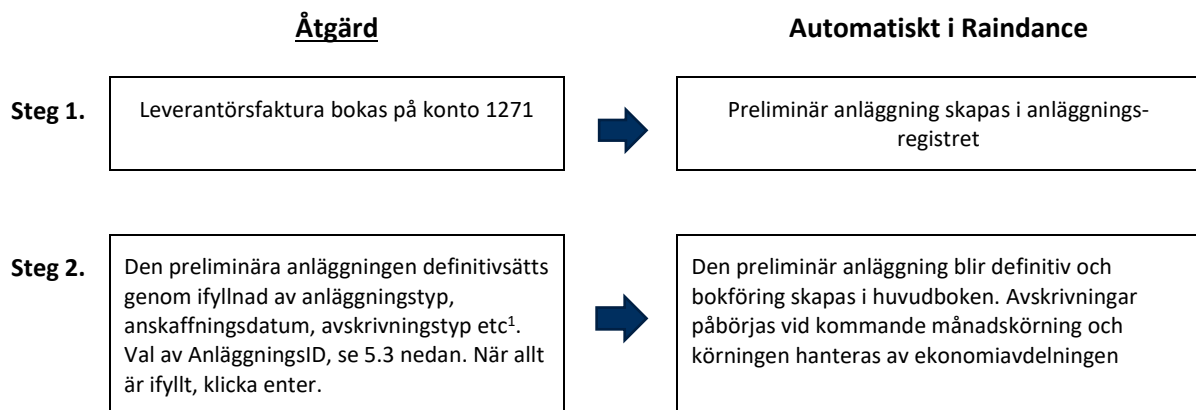 Åtgärd
Automatiskt i Raindance
Steg 1.
Leverantörsfaktura bokas på konto 1271
Preliminär anläggning skapas i anläggnings-
registret
Steg 2.
Den preliminära anläggningen definitivsätts
genom ifyllnad av anläggningstyp,
anskaffningsdatum, avskrivningstyp etc¹.
Val av AnläggningsID, se 5.3 nedan. När allt
är ifyllt, klicka enter.
Den preliminär anläggning blir definitiv och
bokföring skapas i huvudboken. Avskrivningar
påbörjas vid kommande månadskörning och
körningen hanteras av ekonomiavdelningen